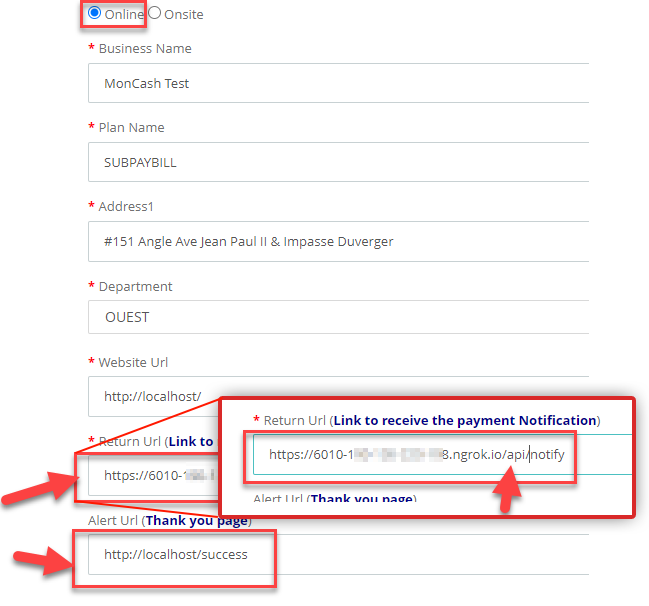 Online Onsite
* Business Name
MonCash Test
* Plan Name
SUBPAYBILL
* Address1
#151 Angle Ave Jean Paul II & Impasse Duverger
* Department
OUEST
* Website Url
http://localhost/
* Return Url (Link to
https://6010-1
Alert Url (Thank you page)
http://localhost/success
* Return Url (Link to receive the payment Notification)
https://6010-1 8.ngrok.io/api/notify
Alert Url (Thank you page)